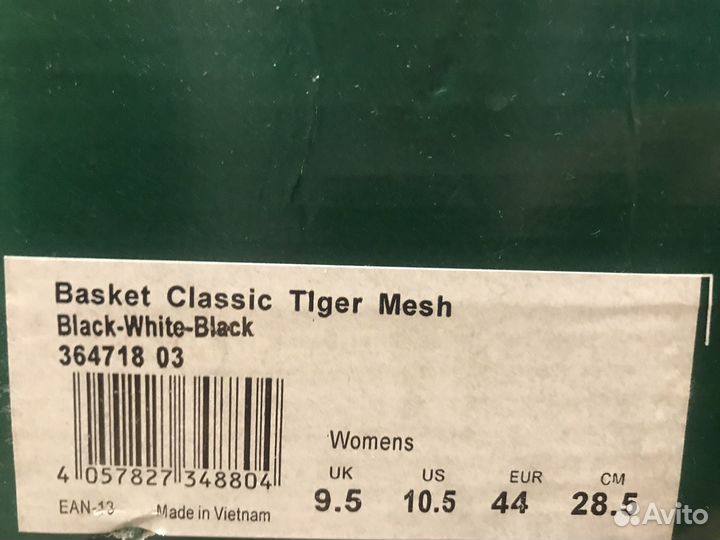 Basket Classic TIger Mesh
Black-White-Black
364718 03
4 057827 348804
EAN-13 Made in Vietnam
Womens
UK US EUR CM
9.5 10.5 44 28.5
Avito